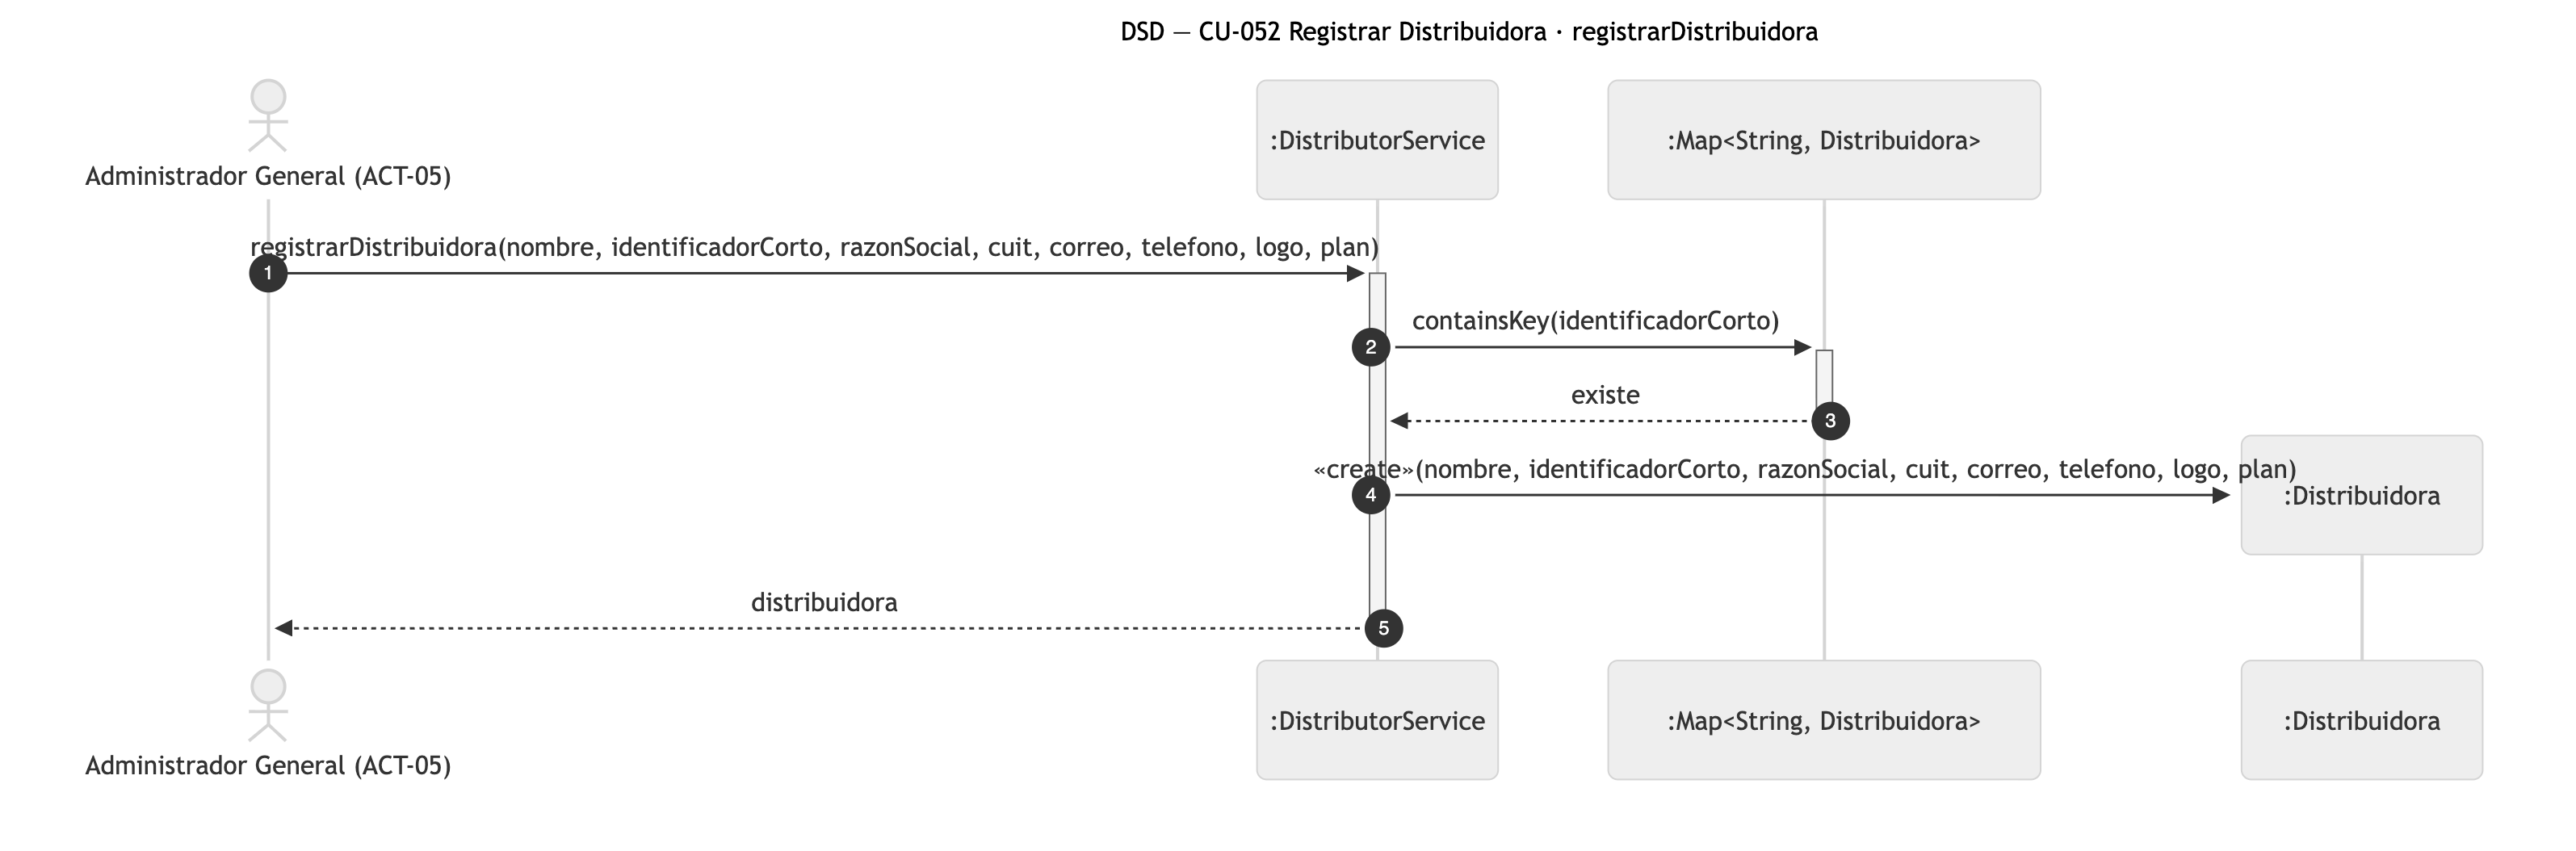 DSD — CU-052 Registrar Distribuidora · registrarDistribuidora
Administrador General (ACT-05)
:DistributorService
:Map<String, Distribuidora>
registrarDistribuidora(nombre, identificadorCorto, razonSocial, cuit, correo, telefono, logo, plan)
1
containsKey(identificadorCorto)
2
existe
3
«create»(nombre, identificadorCorto, razonSocial, cuit, correo, telefono, logo, plan)
4
:Distribuidora
distribuidora
5
Administrador General (ACT-05)
:DistributorService
:Map<String, Distribuidora>
:Distribuidora